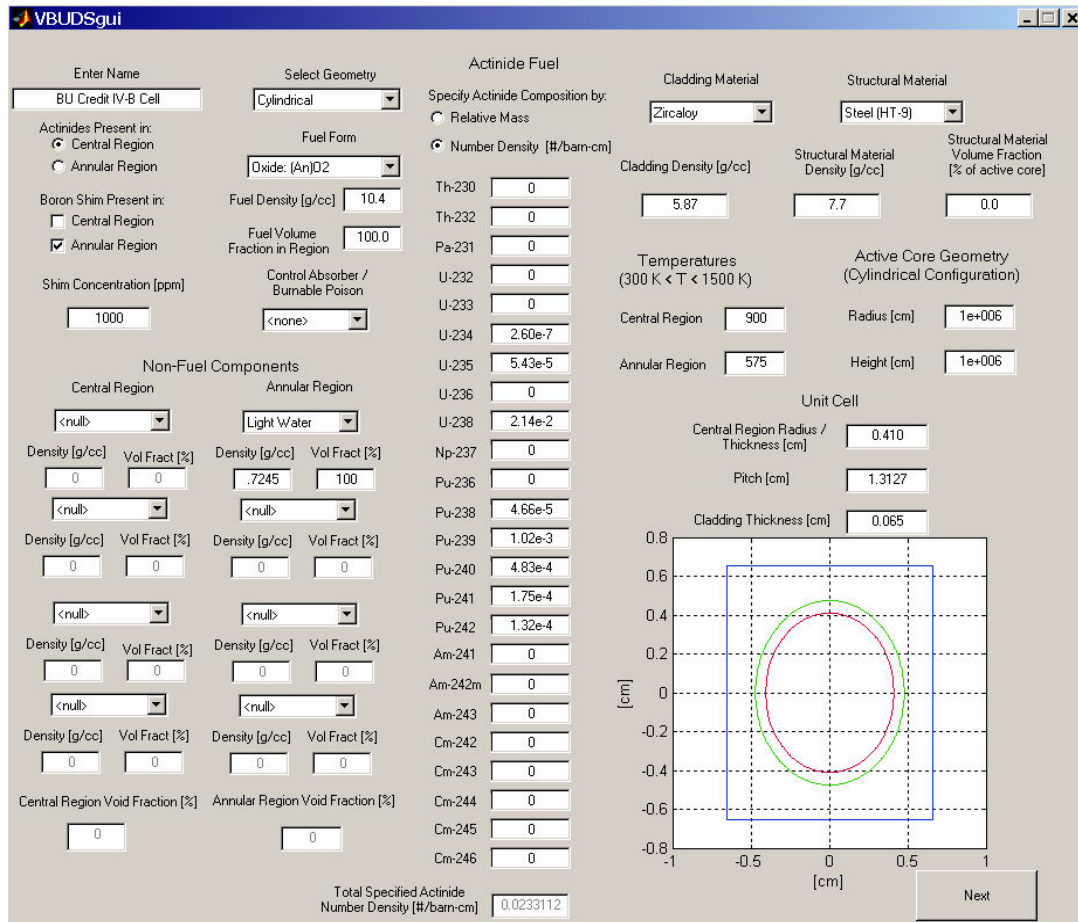 VBUDSgui
Enter Name
BU Credit IV-B Cell
Actinides Present in:
Central Region
Annular Region
Boron Shim Present in:
Central Region
Annular Region
Shim Concentration [ppm]
1000
Select Geometry
Cylindrical
Fuel Form
Oxide: (An)O2
Fuel Density [g/cc] 10.4
Fuel Volume
Fraction in Region
100.0
Control Absorber /
Burnable Poison
<none>
Non-Fuel Components
Central Region Annular Region
<null> Light Water
Density [g/cc] Vol Fract [%] Density [g/cc] Vol Fract [%]
0 0 .7245 100
<null> <null>
Density [g/cc] Vol Fract [%] Density [g/cc] Vol Fract [%]
0 0 0 0
<null> <null>
Density [g/cc] Vol Fract [%] Density [g/cc] Vol Fract [%]
0 0 0 0
<null> <null>
Density [g/cc] Vol Fract [%] Density [g/cc] Vol Fract [%]
0 0 0 0
Central Region Void Fraction [%] Annular Region Void Fraction [%]
0 0
Actinide Fuel
Specify Actinide Composition by:
Relative Mass
Number Density [#/barn-cm]
Th-230 0
Th-232 0
Pa-231 0
U-232 0
U-233 0
U-234 2.60e-7
U-235 5.43e-5
U-236 0
U-238 2.14e-2
Np-237 0
Pu-236 0
Pu-238 4.66e-5
Pu-239 1.02e-3
Pu-240 4.83e-4
Pu-241 1.75e-4
Pu-242 1.32e-4
Am-241 0
Am-242m 0
Am-243 0
Cm-242 0
Cm-243 0
Cm-244 0
Cm-245 0
Cm-246 0
Total Specified Actinide
Number Density [#/barn-cm] 0.0233112
Cladding Material Structural Material
Zircaloy Steel (HT-9)
Cladding Density [g/cc]
5.87
Structural Material
Density [g/cc]
7.7
Structural Material
Volume Fraction
[% of active core]
0.0
Temperatures
(300 K < T < 1500 K)
Central Region 900
Annular Region 575
Active Core Geometry
(Cylindrical Configuration)
Radius [cm] 1e+006
Height [cm] 1e+006
Unit Cell
Central Region Radius /
Thickness [cm]
0.410
Pitch [cm] 1.3127
Cladding Thickness [cm] 0.065
0.8
0.6
0.4
0.2
0
-0.2
-0.4
-0.6
-0.8
[cm]
-1 -0.5 0 0.5 1
[cm]
Next